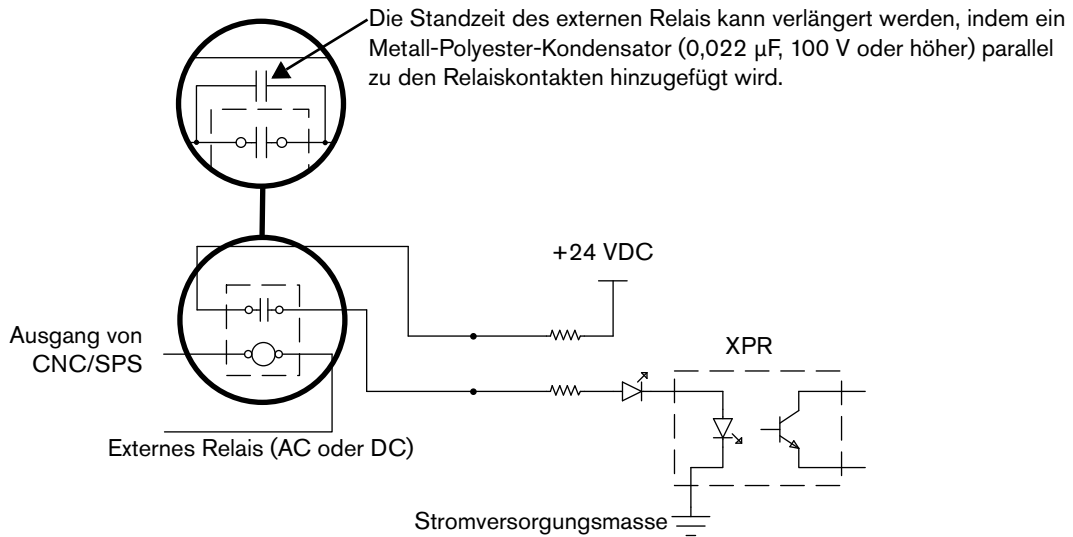 Die Standzeit des externen Relais kann verlängert werden, indem ein
Metall-Polyester-Kondensator (0,022 µF, 100 V oder höher) parallel
zu den Relaiskontakten hinzugefügt wird.
+24 VDC
Ausgang von
CNC/SPS
XPR
Externes Relais (AC oder DC)
Stromversorgungsmasse